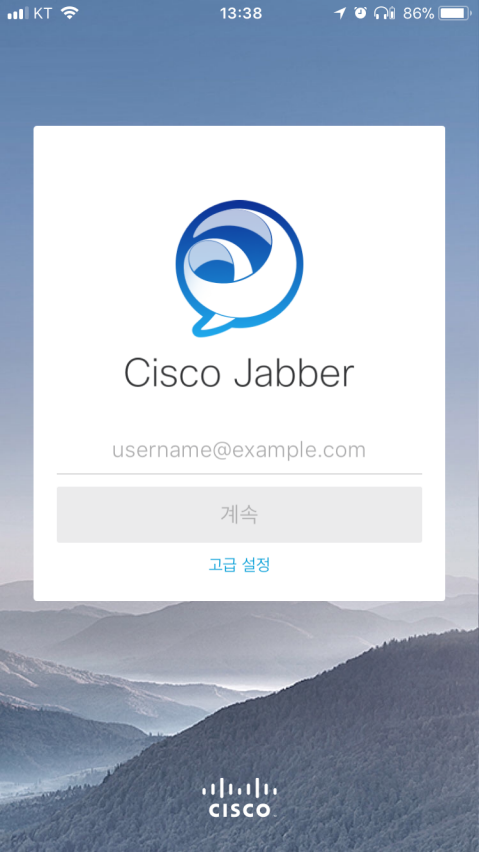 KT 13:38 86%
Cisco Jabber
username@example.com
계속
고급 설정
CISCO